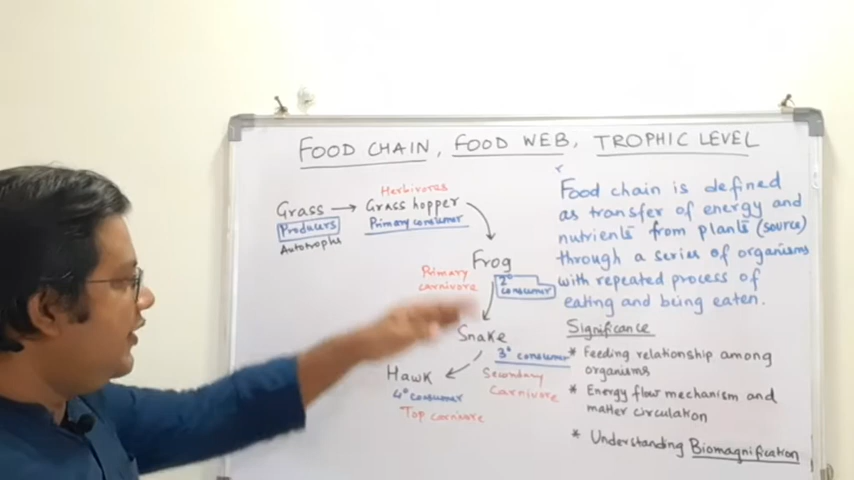 FOOD CHAIN, FOOD WEB, TROPHIC LEVEL
Herbivores
Grass → Grass hopper
Producers
Primary consumer
Autotrophs
Frog
Primary
carnivore
2° consumer
Snake
3° consumer
Secondary
Carnivore
Hawk
4° consumer
Top carnivore
Food chain is defined
as transfer of energy and
nutrients from plants (source)
through a series of organisms
with repeated process of
eating and being eaten.
Significance
* Feeding relationship among
organisms
* Energy flow mechanism and
matter circulation
* Understanding Biomagnification